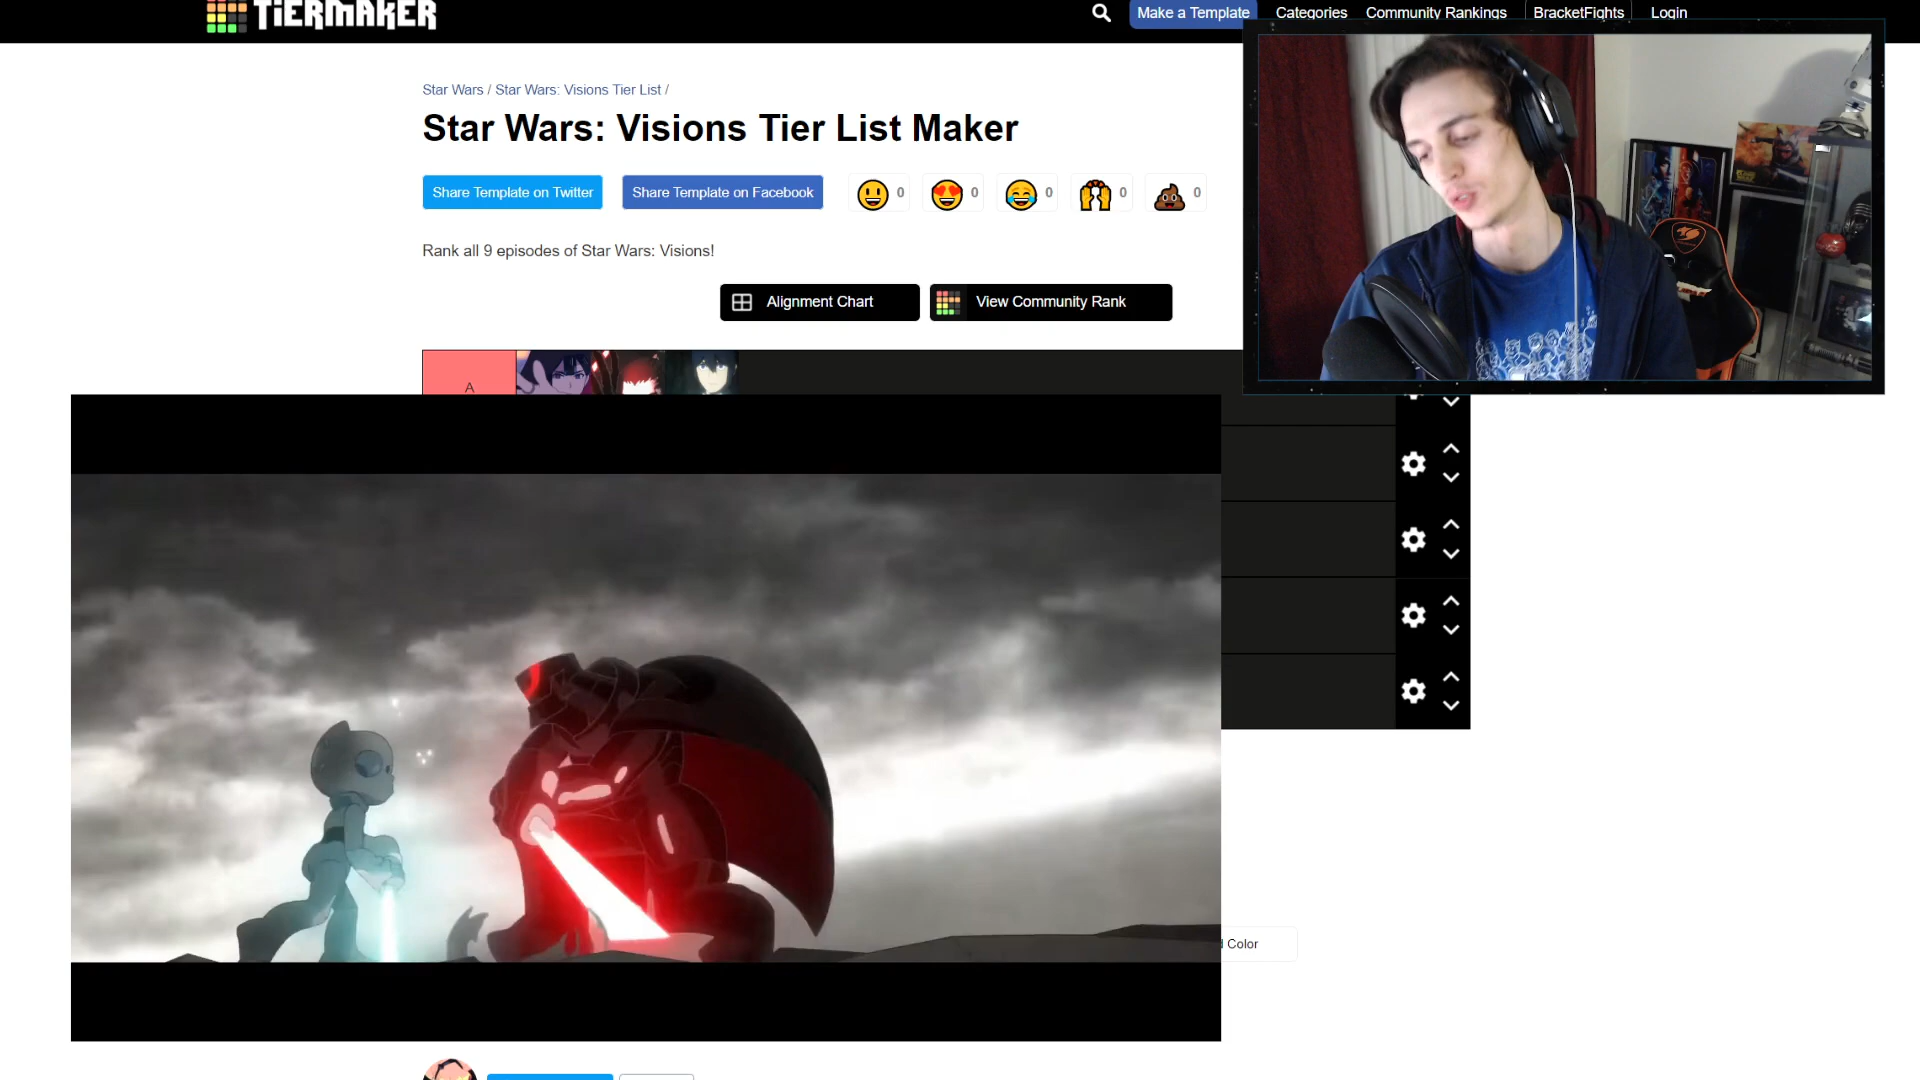 TiERMAKER
Make a Template
Categories
Community Rankings
BracketFights
Login
Star Wars / Star Wars: Visions Tier List /
Star Wars: Visions Tier List Maker
Share Template on Twitter
Share Template on Facebook
0
0
0
0
0
Rank all 9 episodes of Star Wars: Visions!
Alignment Chart
View Community Rank
A
d Color